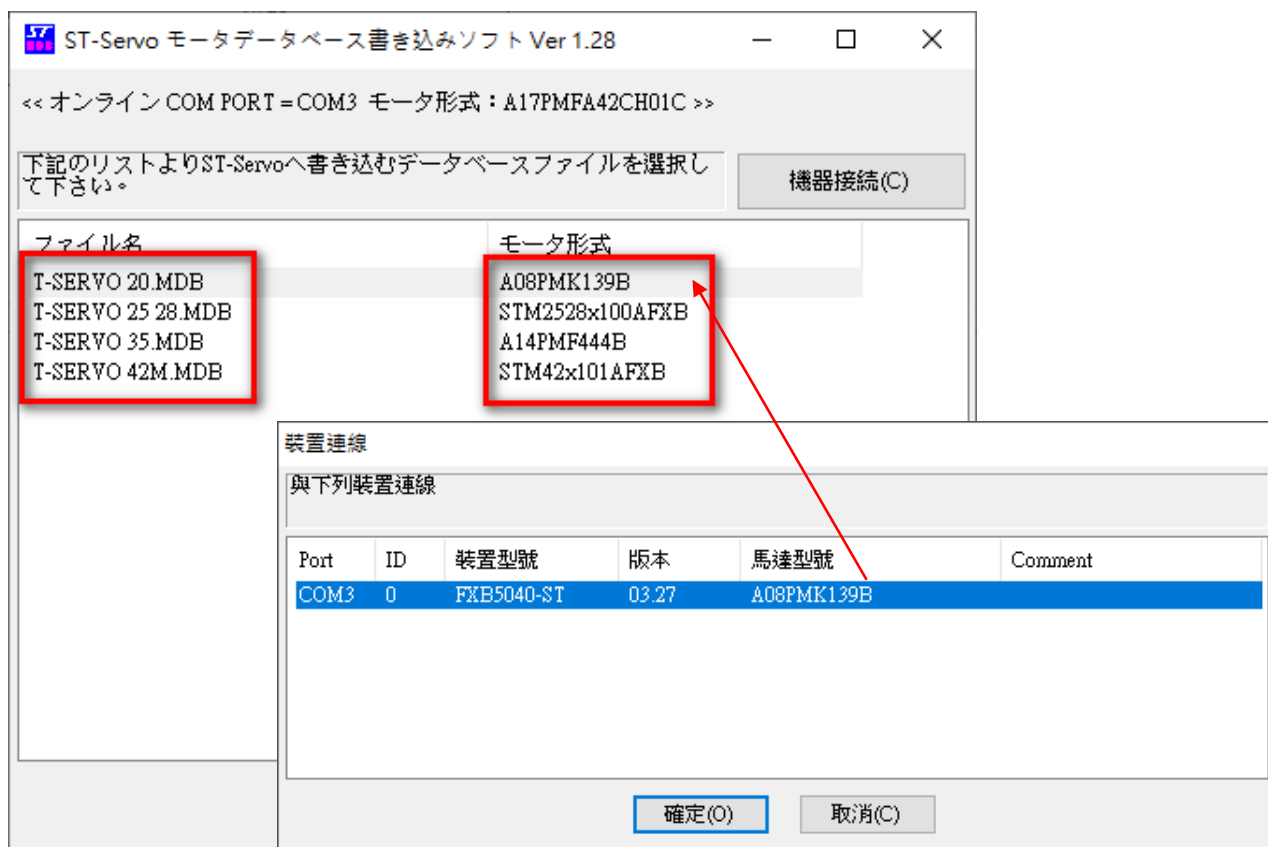 ST-Servo モータデータベース書き込みソフト Ver 1.28
<< オンライン COM PORT = COM3 モータ形式：A17PMFA42CH01C >>
下記のリストよりST-Servoへ書き込むデータベースファイルを選択し
て下さい。
機器接続(C)
ファイル名 モータ形式
T-SERVO 20.MDB A08PMK139B
T-SERVO 25 28.MDB STM2528x100AFXB
T-SERVO 35.MDB A14PMF444B
T-SERVO 42M.MDB STM42x101AFXB
裝置連線
與下列裝置連線
Port ID 裝置型號 版本 馬達型號 Comment
COM3 0 FXB5040-ST 03.27 A08PMK139B
確定(O) 取消(C)